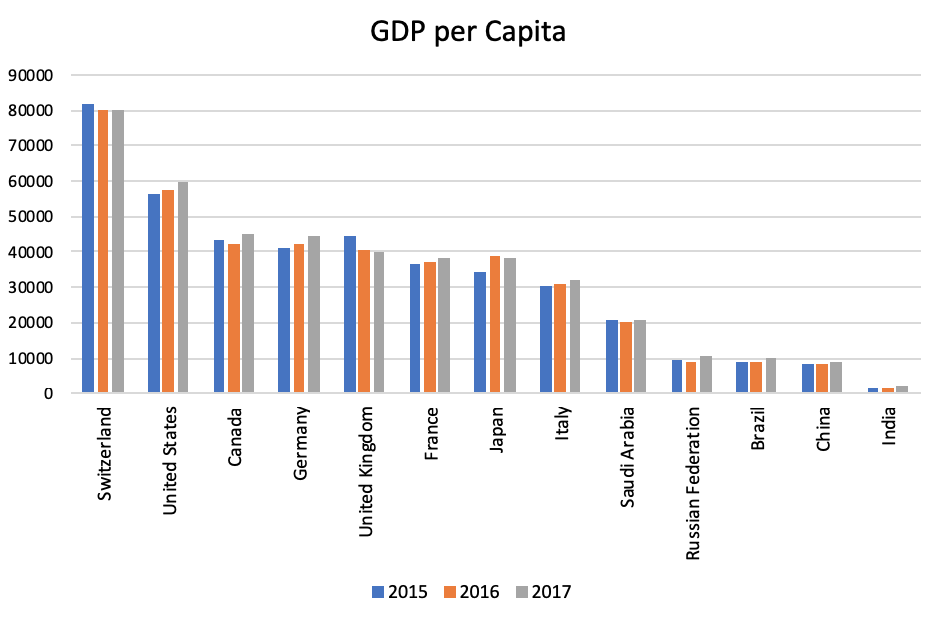 GDP per Capita
90000
80000
70000
60000
50000
40000
30000
20000
10000
0
Switzerland
United States
Canada
Germany
United Kingdom
France
Japan
Italy
Saudi Arabia
Russian Federation
Brazil
China
India
2015 2016 2017